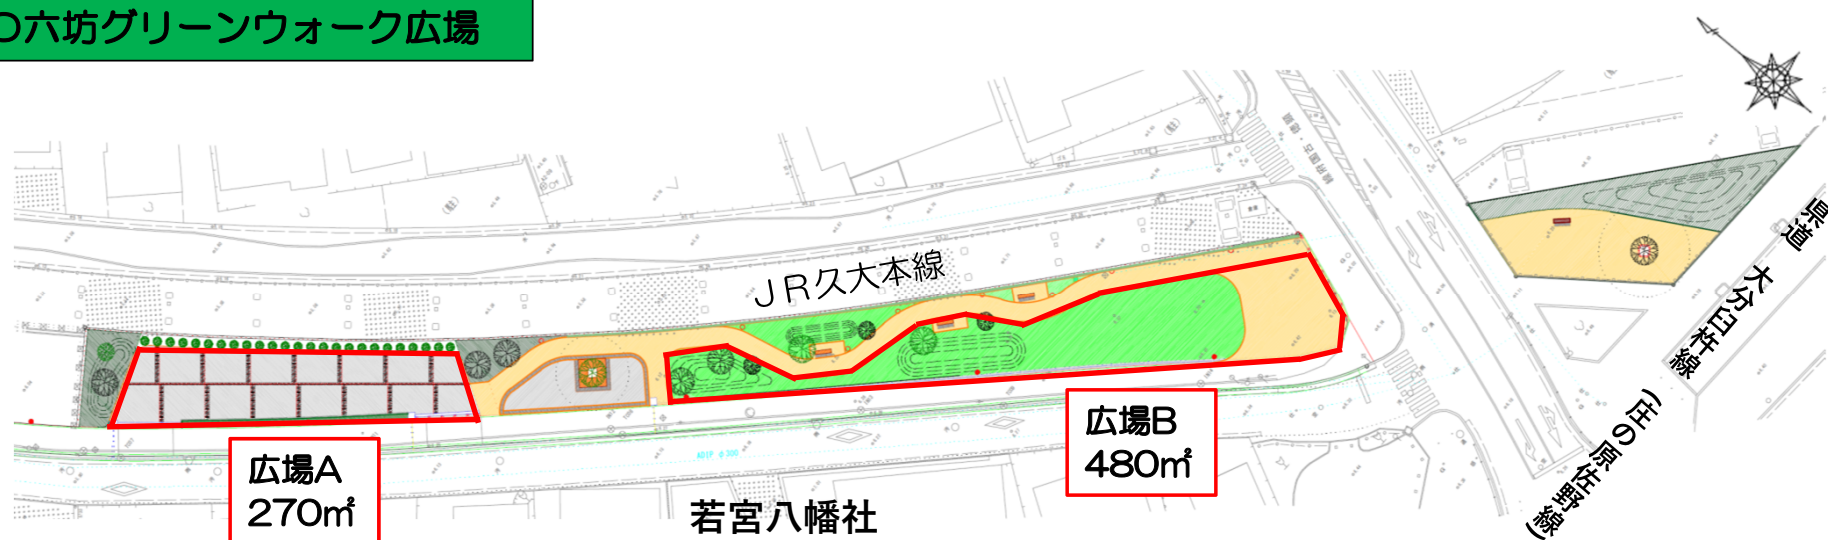 〇六坊グリーンウォーク広場
JR久大本線
県道 大分臼杵線 (庄の原佐野線)
広場A
270㎡
広場B
480㎡
若宮八幡社